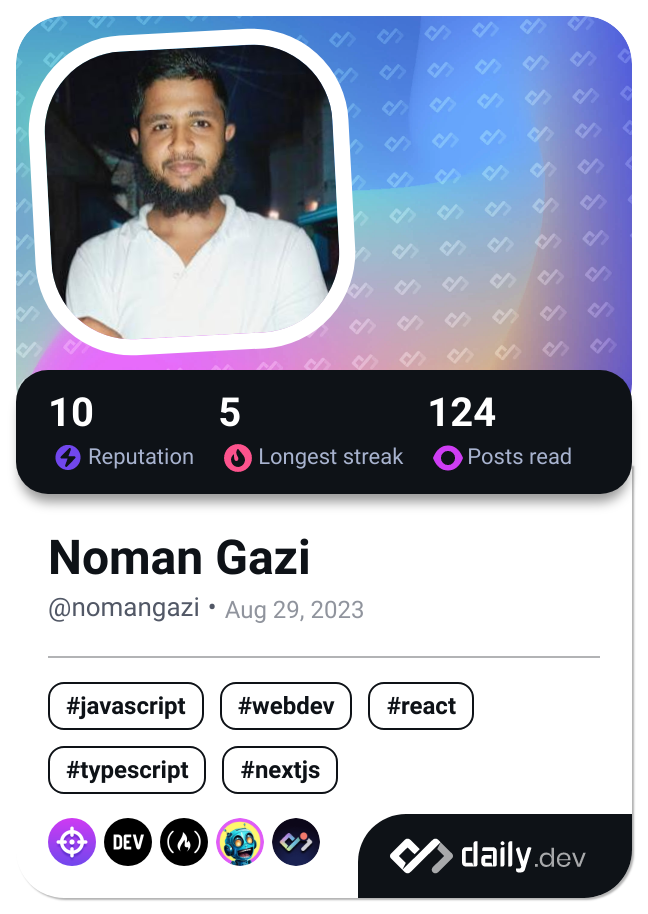 10 5 124
Reputation Longest streak Posts read
Noman Gazi
@nomangazi • Aug 29, 2023
#javascript #webdev #react
#typescript #nextjs
DEV
daily.dev